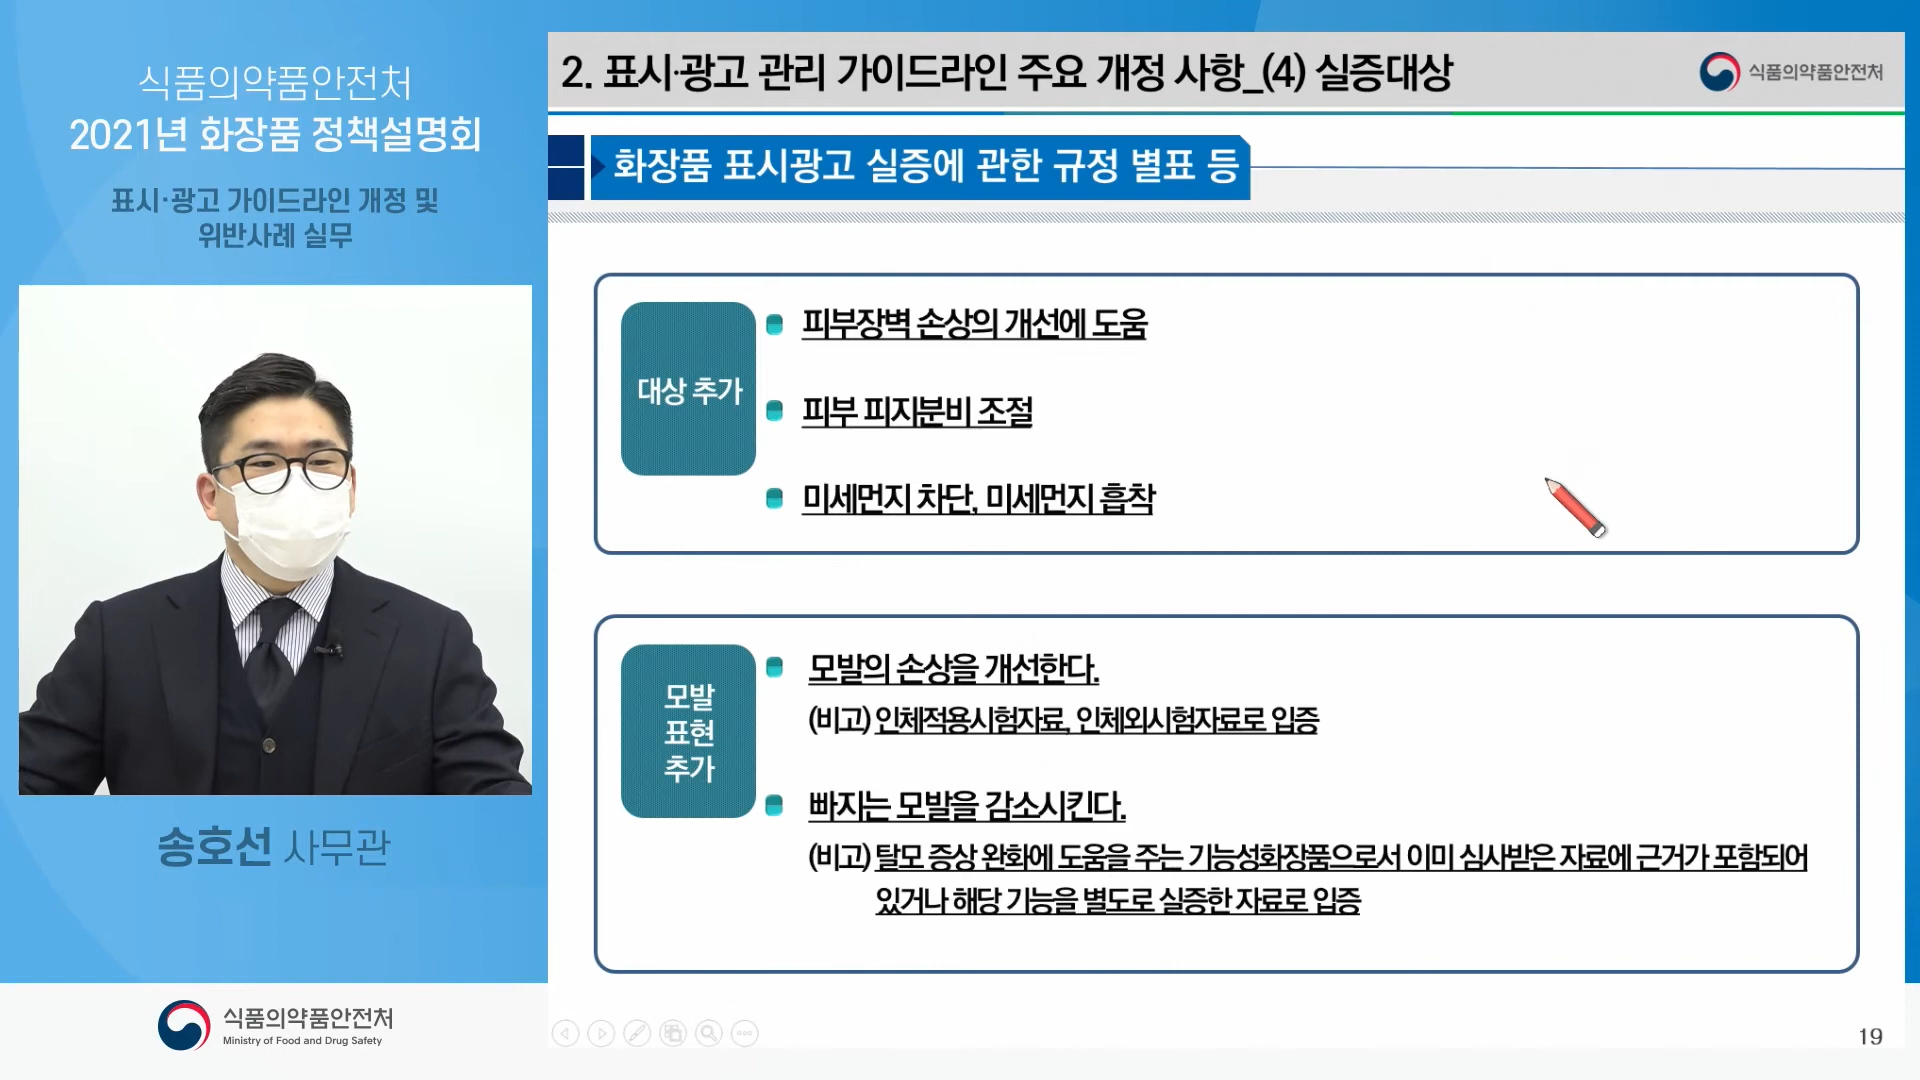 식품의약품안전처
2021년 화장품 정책설명회
표시·광고 가이드라인 개정 및
위반사례 실무
송호선 사무관
식품의약품안전처
Ministry of Food and Drug Safety
2. 표시·광고 관리 가이드라인 주요 개정 사항_(4) 실증대상
식품의약품안전처
화장품 표시광고 실증에 관한 규정 별표 등
대상 추가
피부장벽 손상의 개선에 도움
피부 피지분비 조절
미세먼지 차단, 미세먼지 흡착
모발
표현
추가
모발의 손상을 개선한다.
(비고) 인체적용시험자료, 인체외시험자료로 입증
빠지는 모발을 감소시킨다.
(비고) 탈모 증상 완화에 도움을 주는 기능성화장품으로서 이미 심사받은 자료에 근거가 포함되어
있거나 해당 기능을 별도로 실증한 자료로 입증
19